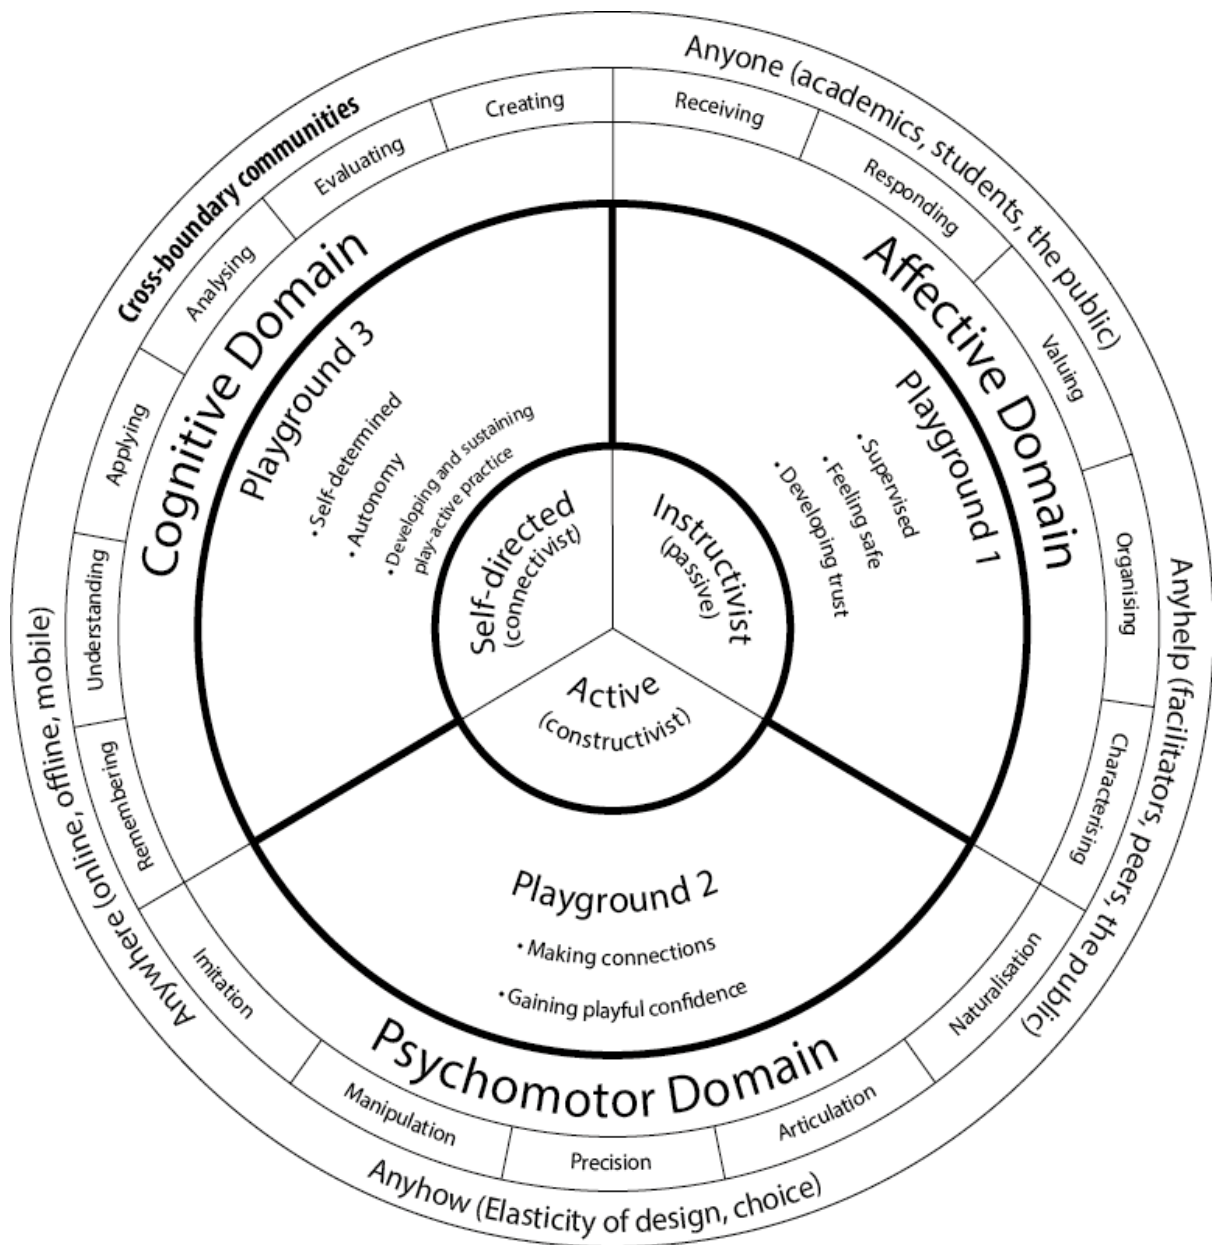 Cross-boundary communities
Anyone (academics, students, the public)
Anyhelp (facilitators, peers, the public)
Anyhow (Elasticity of design, choice)
Anywhere (online, offline, mobile)
Receiving
Responding
Valuing
Organising
Characterising
Naturalisation
Articulation
Precision
Manipulation
Imitation
Remembering
Understanding
Applying
Analysing
Evaluating
Creating
Affective Domain
Playground 1
• Supervised
• Feeling safe
• Developing trust
Instructivist
(passive)
Psychomotor Domain
Playground 2
• Making connections
• Gaining playful confidence
Active
(constructivist)
Cognitive Domain
Playground 3
• Self-determined
• Autonomy
• Developing and sustaining
play-active practice
Self-directed
(connectivist)